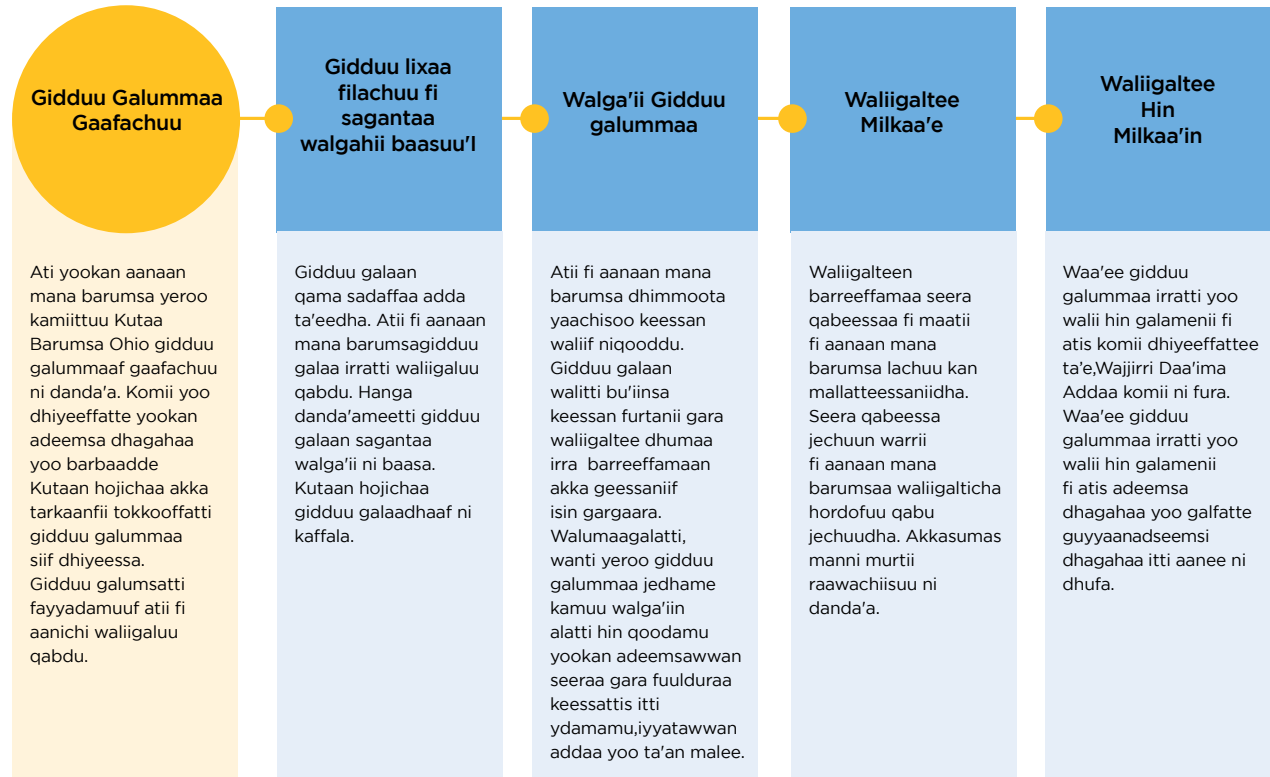 Gidduu Galummaa
Gaafachuu
Ati yookan aanaan
mana barumsa yeroo
kamiittuu Kutaa
Barumsa Ohio gidduu
galummaaf gaafachuu
ni danda'a. Komii yoo
dhiyeeffatte yookan
adeemsa dhagahaa
yoo barbaadde
Kutaan hojichaa akka
tarkaanfii tokkooffatti
gidduu galummaa
siif dhiyeessa.
Gidduu galumsatti
fayyadamuuf atii fi
aanichi waliigaluu
qabdu.
Gidduu lixaa
filachuu fi
sagantaa
walgahii baasuu'l
Gidduu galaan
qama sadaffaa adda
ta'eedha. Atii fi aanaan
mana barumsagidduu
galaa irratti waliigaluu
qabdu. Hanga
danda'ameetti gidduu
galaan sagantaa
walga'ii ni baasa.
Kutaan hojichaa
gidduu galaadhaaf ni
kaffala.
Walga'ii Gidduu
galummaa
Atii fi aanaan mana
barumsa dhimmoota
yaachisoo keessan
waliif niqooddu.
Gidduu galaan
walitti bu'iinsa
keessan furtanii gara
waliigaltee dhumaa
irra barreeffamaan
akka geessaniif
isin gargaara.
Walumaagalatti,
wanti yeroo gidduu
galummaa jedhame
kamuu walga'iin
alatti hin qoodamu
yookan adeemsawwan
seeraa gara fuulduraa
keessattis itti
ydamamu,iyyatawwan
addaa yoo ta'an malee.
Waliigaltee
Milkaa'e
Waliigalteen
barreeffamaa seera
qabeessaa fi maatii
fi aanaan mana
barumsa lachuu kan
mallatteessaniidha.
Seera qabeessa
jechuun warrii
fi aanaan mana
barumsaa waliigalticha
hordofuu qabu
jechuudha. Akkasumas
manni murtii
raawachiisuu ni
danda'a.
Waliigaltee
Hin
Milkaa'in
Waa'ee gidduu
galummaa irratti yoo
walii hin galamenii fi
atis komii dhiyeeffattee
ta'e,Wajjirri Daa'ima
Addaa komii ni fura.
Waa'ee gidduu
galummaa irratti yoo
walii hin galamenii
fi atis adeemsa
dhagahaa yoo galfatte
guyyaanadseemsi
dhagahaa itti aanee ni
dhufa.